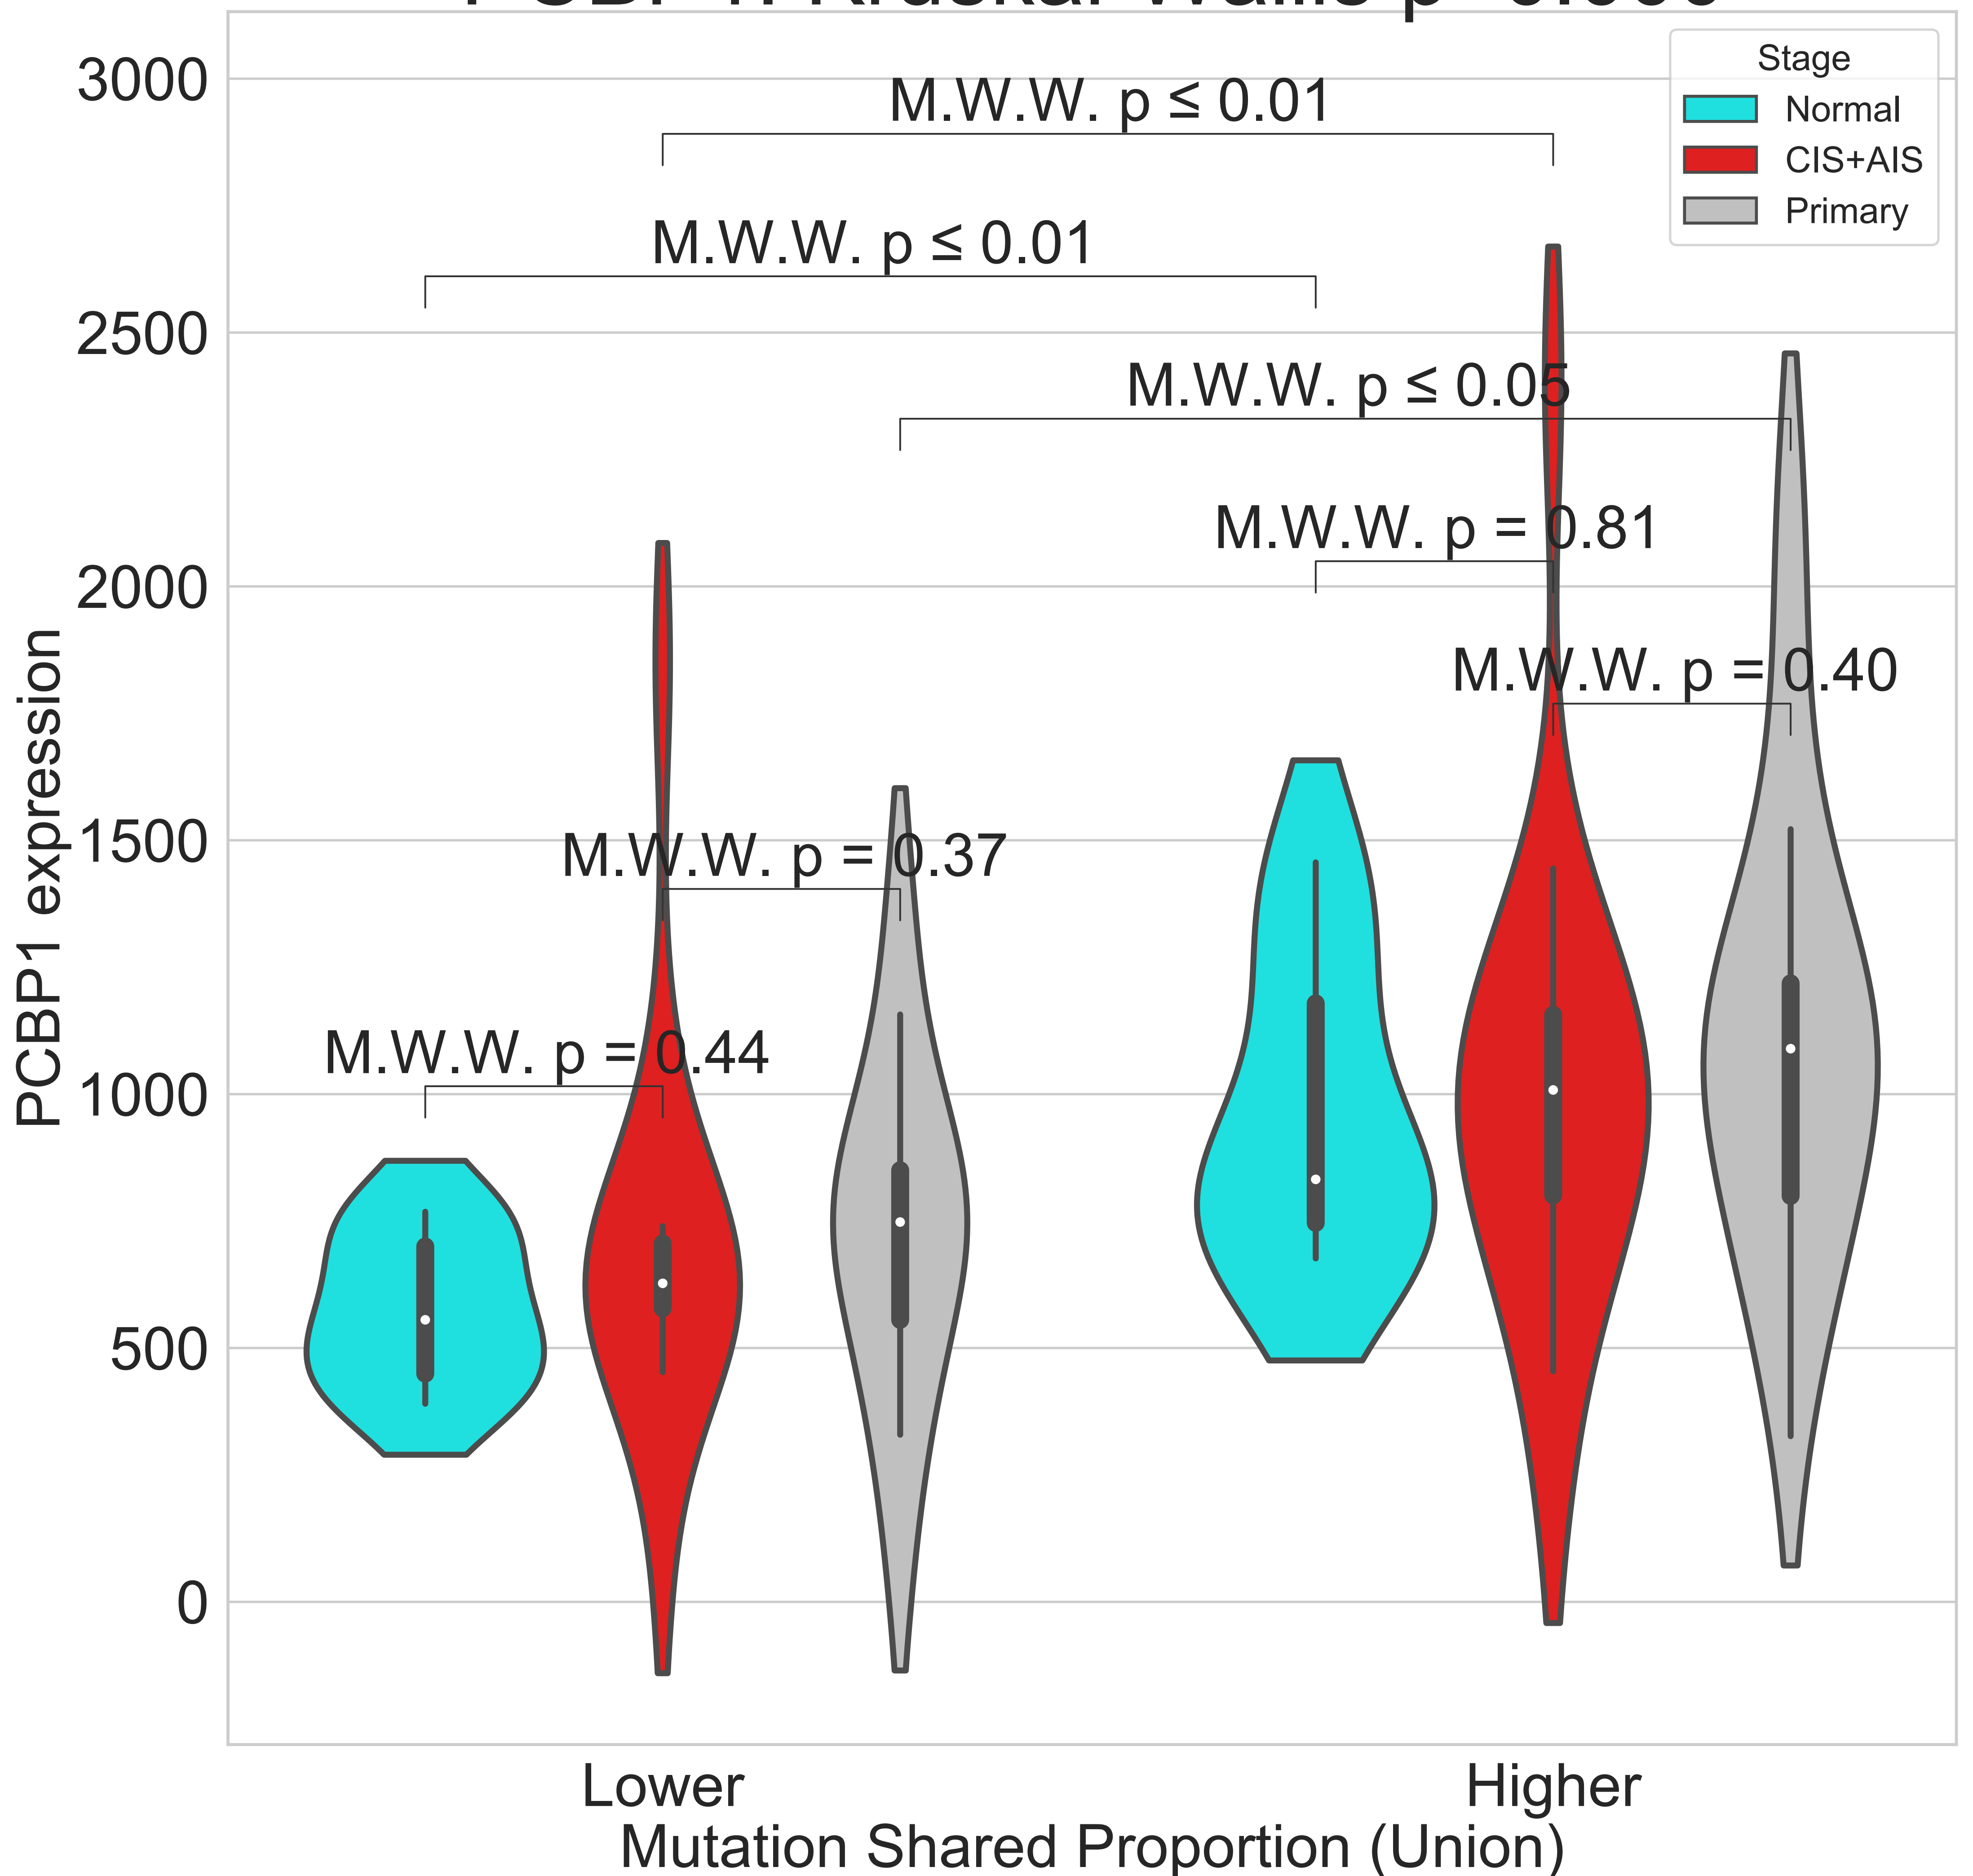 Stage
Normal
CIS+AIS
Primary
M.W.W. p ≤ 0.01
M.W.W. p ≤ 0.01
M.W.W. p ≤ 0.05
M.W.W. p = 0.81
M.W.W. p = 0.40
M.W.W. p = 0.37
M.W.W. p = 0.44
3000
2500
2000
1500
1000
500
0
PCBP1 expression
Lower
Higher
Mutation Shared Proportion (Union)